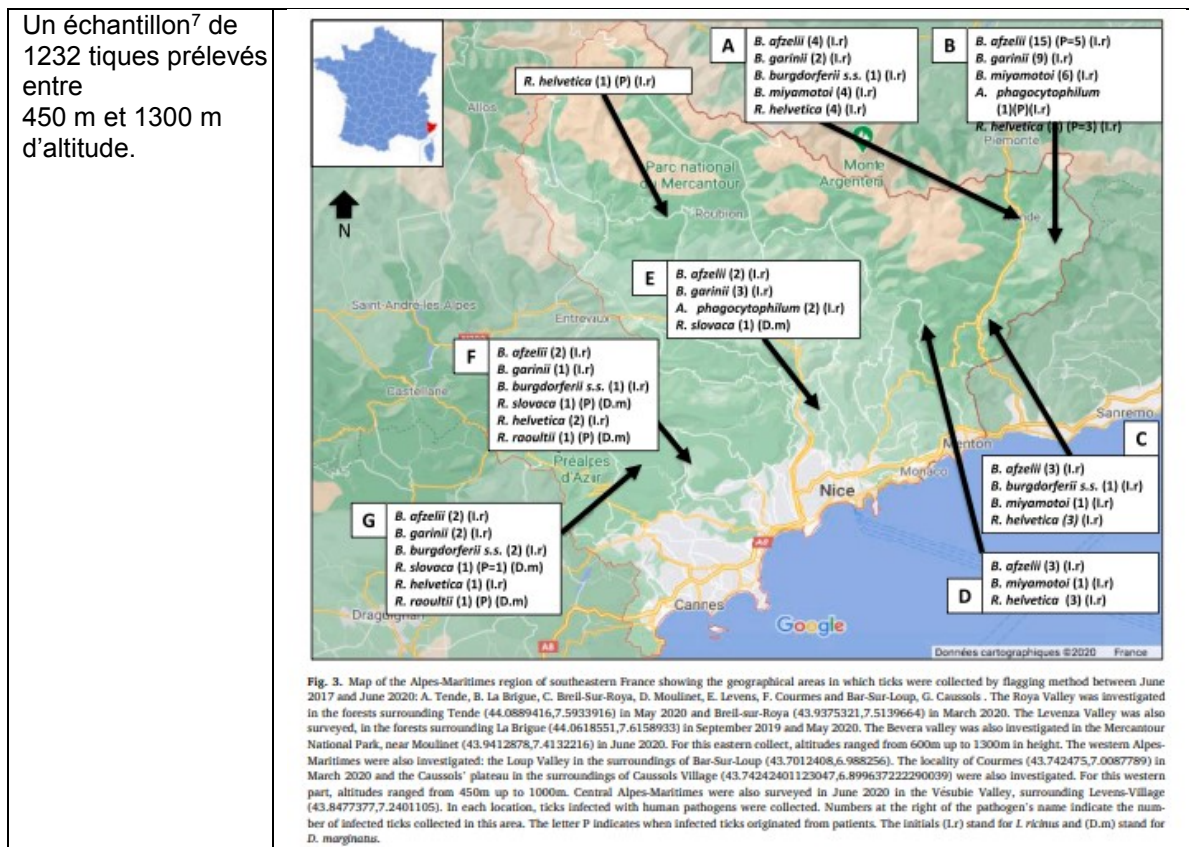 Un échantillon⁷ de
1232 tiques prélevés
entre
450 m et 1300 m
d’altitude.
R. helvetica (1) (P) (I.r)
A
B. afzelii (4) (I.r)
B. garinii (2) (I.r)
B. burgdorferii s.s. (1) (I.r)
B. miyamotoi (4) (I.r)
R. helvetica (4) (I.r)
B
B. afzelii (15) (P=5) (I.r)
B. garinii (9) (I.r)
B. miyamotoi (6) (I.r)
A. phagocytophilum
(1)(P)(I.r)
R. helvetica (P=3) (I.r)
Piemonte
Allos
Parc national
du Mercantour
Monte
Argentera
Roubion
N
E
B. afzelii (2) (I.r)
B. garinii (3) (I.r)
A. phagocytophilum (2) (I.r)
R. slovaca (1) (D.m)
Saint-André-les-Alpes
Entrevaux
F
B. afzelii (2) (I.r)
B. garinii (1) (I.r)
B. burgdorferii s.s. (1) (I.r)
R. slovaca (1) (P) (D.m)
R. helvetica (2) (I.r)
R. raoultii (1) (P) (D.m)
Castellane
Sanremo
Menton
Monaco
Nice
Préalpes
d'Azur
C
B. afzelii (3) (I.r)
B. burgdorferii s.s. (1) (I.r)
B. miyamotoi (1) (I.r)
R. helvetica (3) (I.r)
G
B. afzelii (2) (I.r)
B. garinii (2) (I.r)
B. burgdorferii s.s. (2) (I.r)
R. slovaca (1) (P=1) (D.m)
R. helvetica (1) (I.r)
R. raoultii (1) (P) (D.m)
A8
D
B. afzelii (3) (I.r)
B. miyamotoi (1) (I.r)
R. helvetica (3) (I.r)
Draguignan
Cannes
A8
Google
Données cartographiques ©2020 France
Fig. 3. Map of the Alpes-Maritimes region of southeastern France showing the geographical areas in which ticks were collected by flagging method between June
2017 and June 2020: A. Tende, B. La Brigue, C. Breil-Sur-Roya, D. Moulinet, E. Levens, F. Courmes and Bar-Sur-Loup, G. Caussols . The Roya Valley was investigated
in the forests surrounding Tende (44.0889416,7.5933916) in May 2020 and Breil-sur-Roya (43.9375321,7.5139664) in March 2020. The Levenza Valley was also
surveyed, in the forests surrounding La Brigue (44.0618551,7.6158933) in September 2019 and May 2020. The Bevera valley was also investigated in the Mercantour
National Park, near Moulinet (43.9412878,7.4132216) in June 2020. For this eastern collect, altitudes ranged from 600m up to 1300m in height. The western Alpes-
Maritimes were also investigated: the Loup Valley in the surroundings of Bar-Sur-Loup (43.7012408,6.988256). The locality of Courmes (43.742475,7.0087789) in
March 2020 and the Caussols' plateau in the surroundings of Caussols Village (43.74242401123047,6.899637222290039) were also investigated. For this western
part, altitudes ranged from 450m up to 1000m. Central Alpes-Maritimes were also surveyed in June 2020 in the Vésubie Valley, surrounding Levens-Village
(43.8477377,7.2401105). In each location, ticks infected with human pathogens were collected. Numbers at the right of the pathogen's name indicate the num-
ber of infected ticks collected in this area. The letter P indicates when infected ticks originated from patients. The initials (I.r) stand for I. ricinus and (D.m) stand for
D. marginatus.